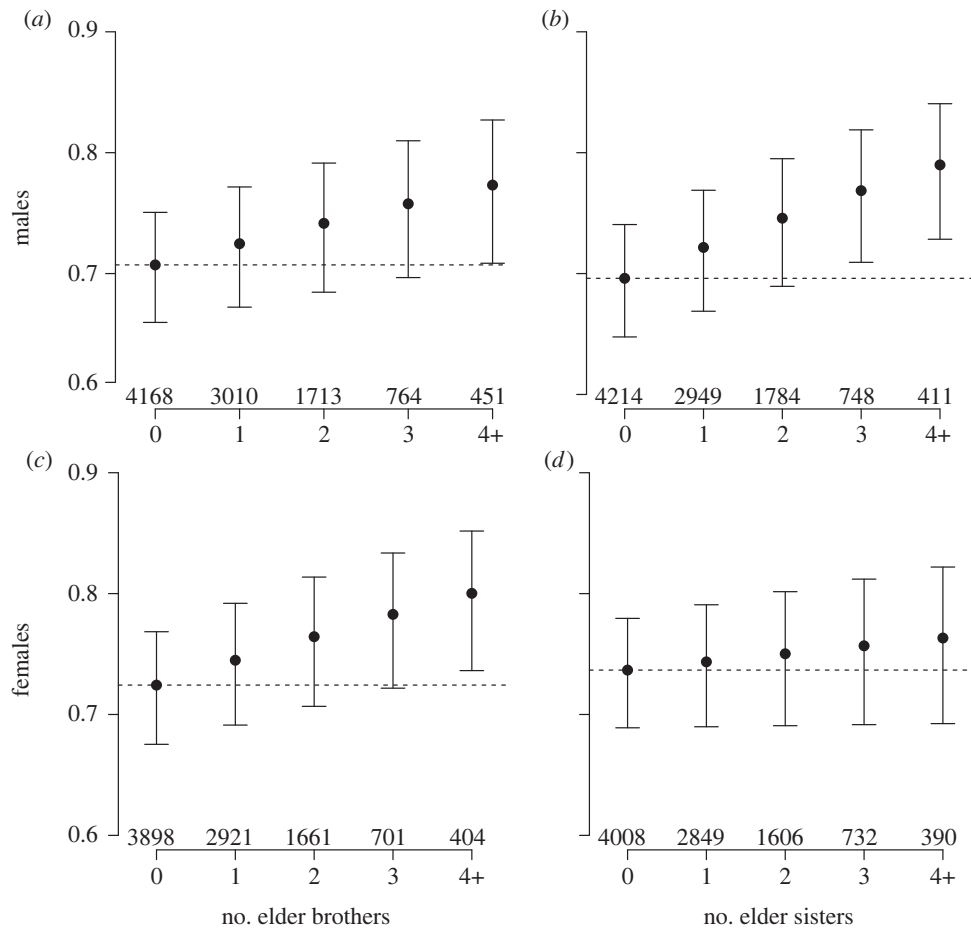 (a) (b)
0.9
0.8
males
0.7
0.6
4168 3010 1713 764 451 4214 2949 1784 748 411
0 1 2 3 4+ 0 1 2 3 4+
(c) (d)
0.9
0.8
females
0.7
0.6
3898 2921 1661 701 404 4008 2849 1606 732 390
0 1 2 3 4+ 0 1 2 3 4+
no. elder brothers no. elder sisters